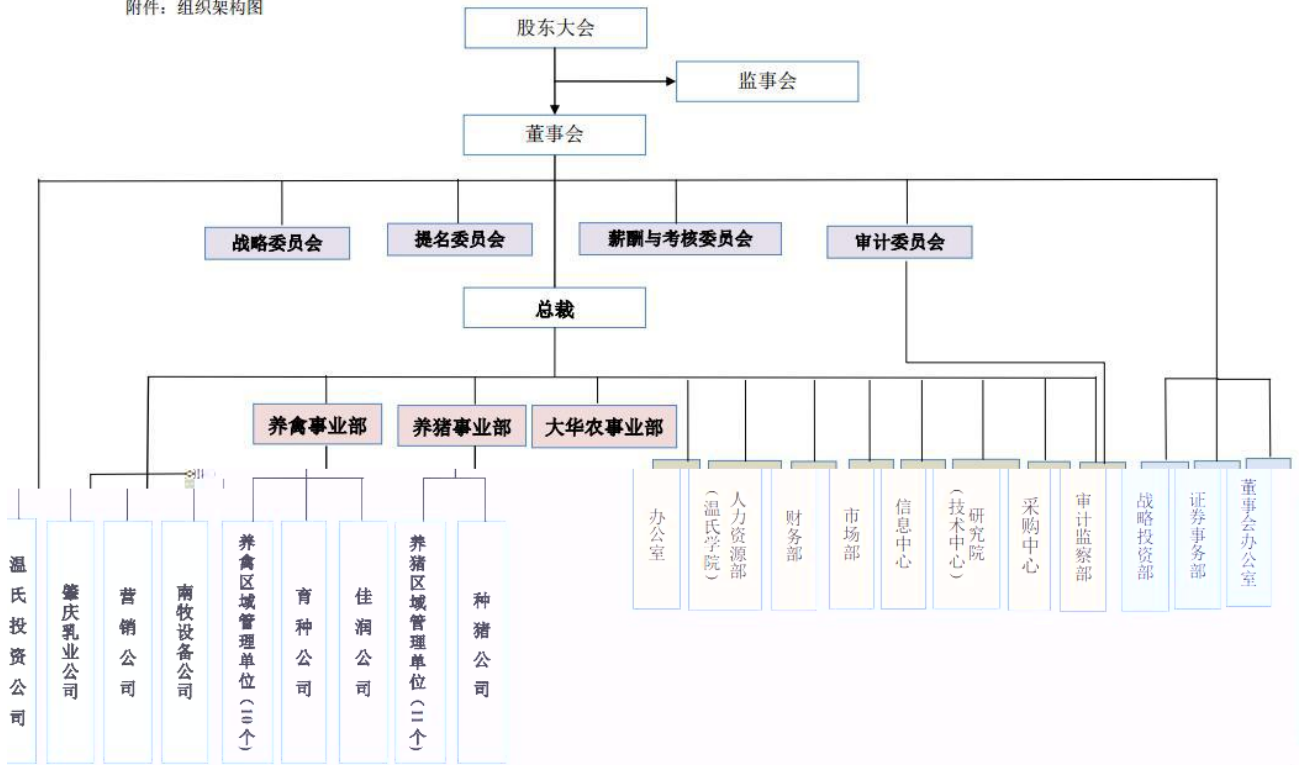 附件：组织架构图
股东大会
监事会
董事会
战略委员会
提名委员会
薪酬与考核委员会
审计委员会
总裁
养禽事业部
养猪事业部
大华农事业部
温氏投资公司
肇庆乳业公司
营销公司
南牧设备公司
养禽区域管理单位（10个）
育种公司
佳润公司
养猪区域管理单位（11个）
种猪公司
办公室
人力资源部
（温氏学院）
财务部
市场部
信息中心
研究院
（技术中心）
采购中心
审计监察部
战略投资部
证券事务部
董事会办公室